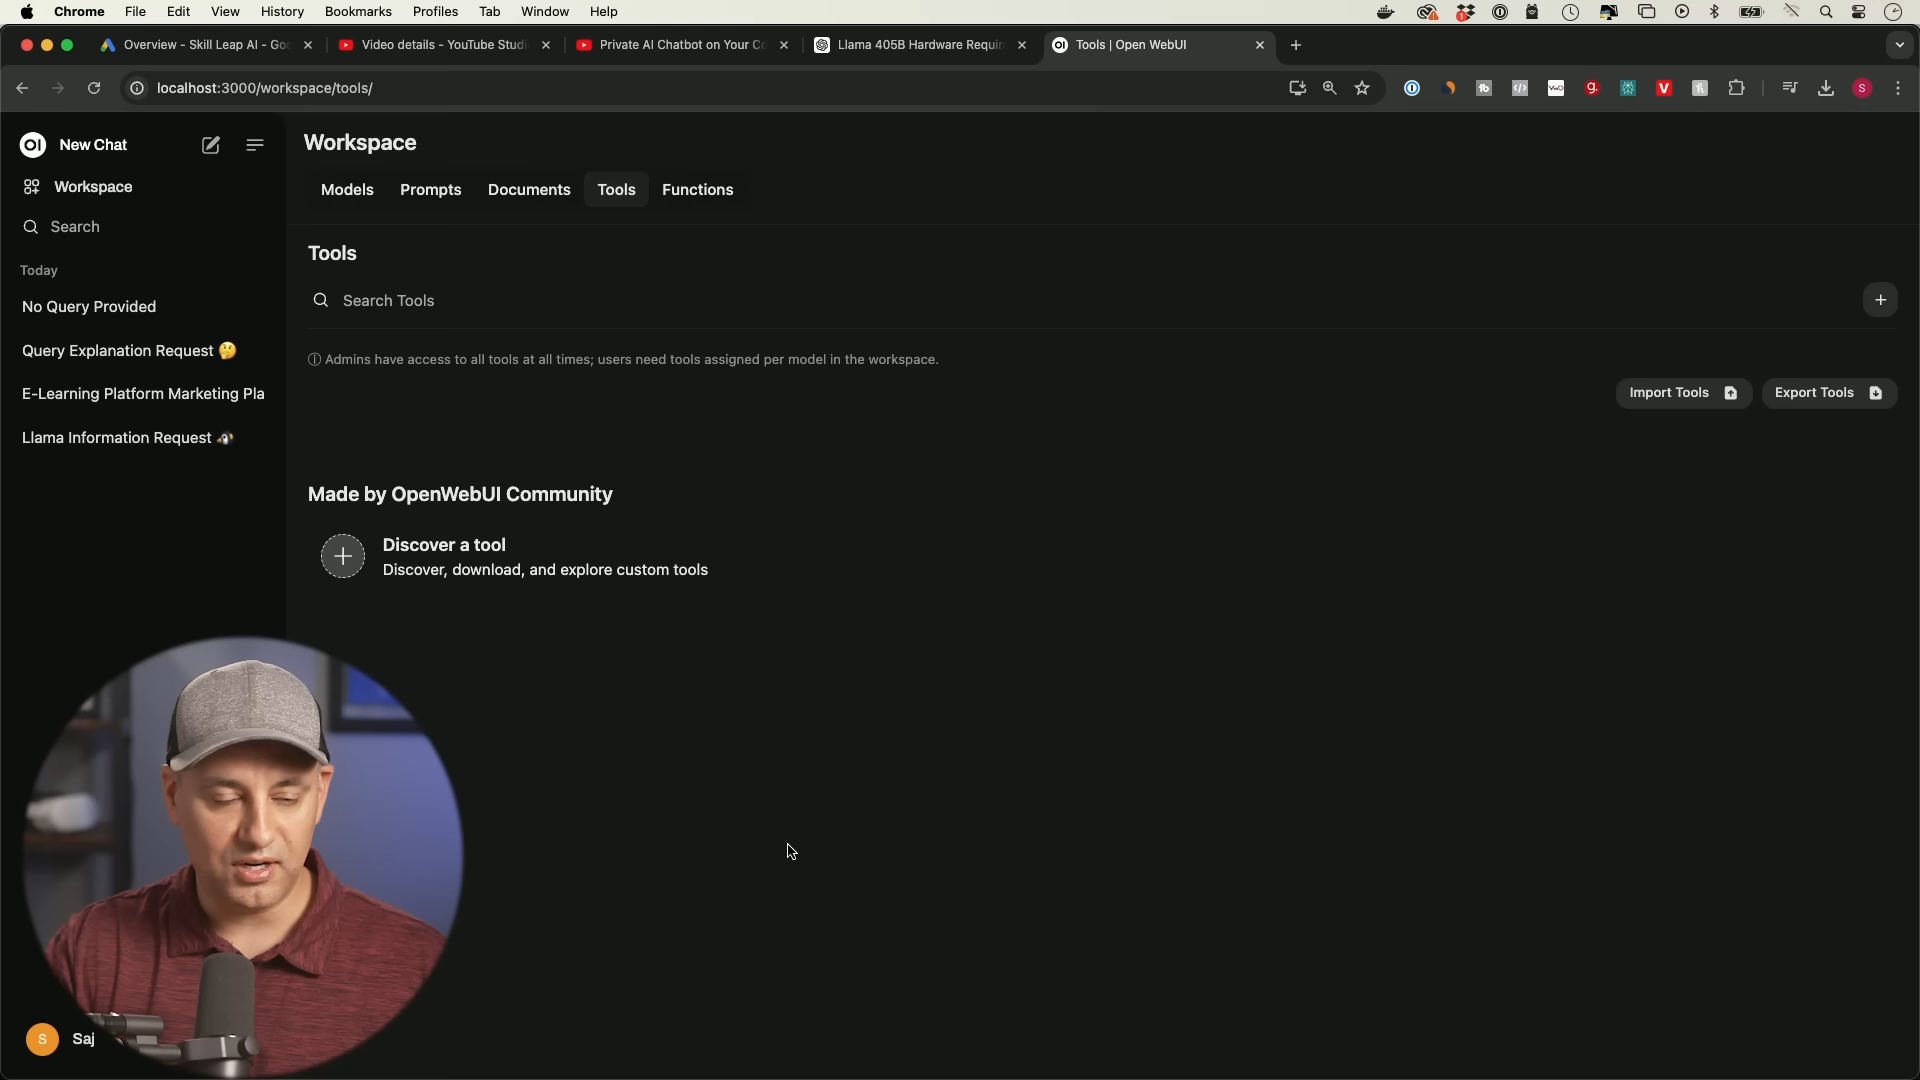 Chrome File Edit View History Bookmarks Profiles Tab Window Help
Overview - Skill Leap AI - Goo
Video details - YouTube Studi
Private AI Chatbot on Your Co
Llama 405B Hardware Requir
Tools | Open WebUI
localhost:3000/workspace/tools/
OI New Chat
Workspace
Search
Today
No Query Provided
Query Explanation Request 🤔
E-Learning Platform Marketing Pla
Llama Information Request
S Saj
Workspace
Models Prompts Documents Tools Functions
Tools
Search Tools
ⓘ Admins have access to all tools at all times; users need tools assigned per model in the workspace.
Import Tools Export Tools
Made by OpenWebUI Community
Discover a tool
Discover, download, and explore custom tools